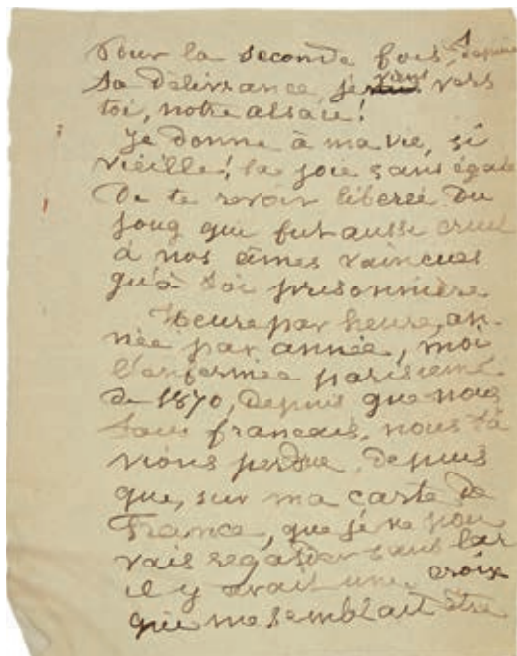 Pour la seconde fois, depuis
sa délivrance, je viens vers
toi, notre alsace!
Je donne à ma vie, si
vieille! la joie sans égale
De te revoir libérée du
joug qui fut aussi cruel
à nos âmes vaincues
qu'à toi prisonnière
Heure par heure, an-
née par année, moi
l'enfermée parisienne
de 1870, depuis que nous
tous français, nous t'a
vions perdue, depuis
que, sur ma carte de
France, que je ne pou
vais regarder sans lar
il y avait une croix
qui me semblait être